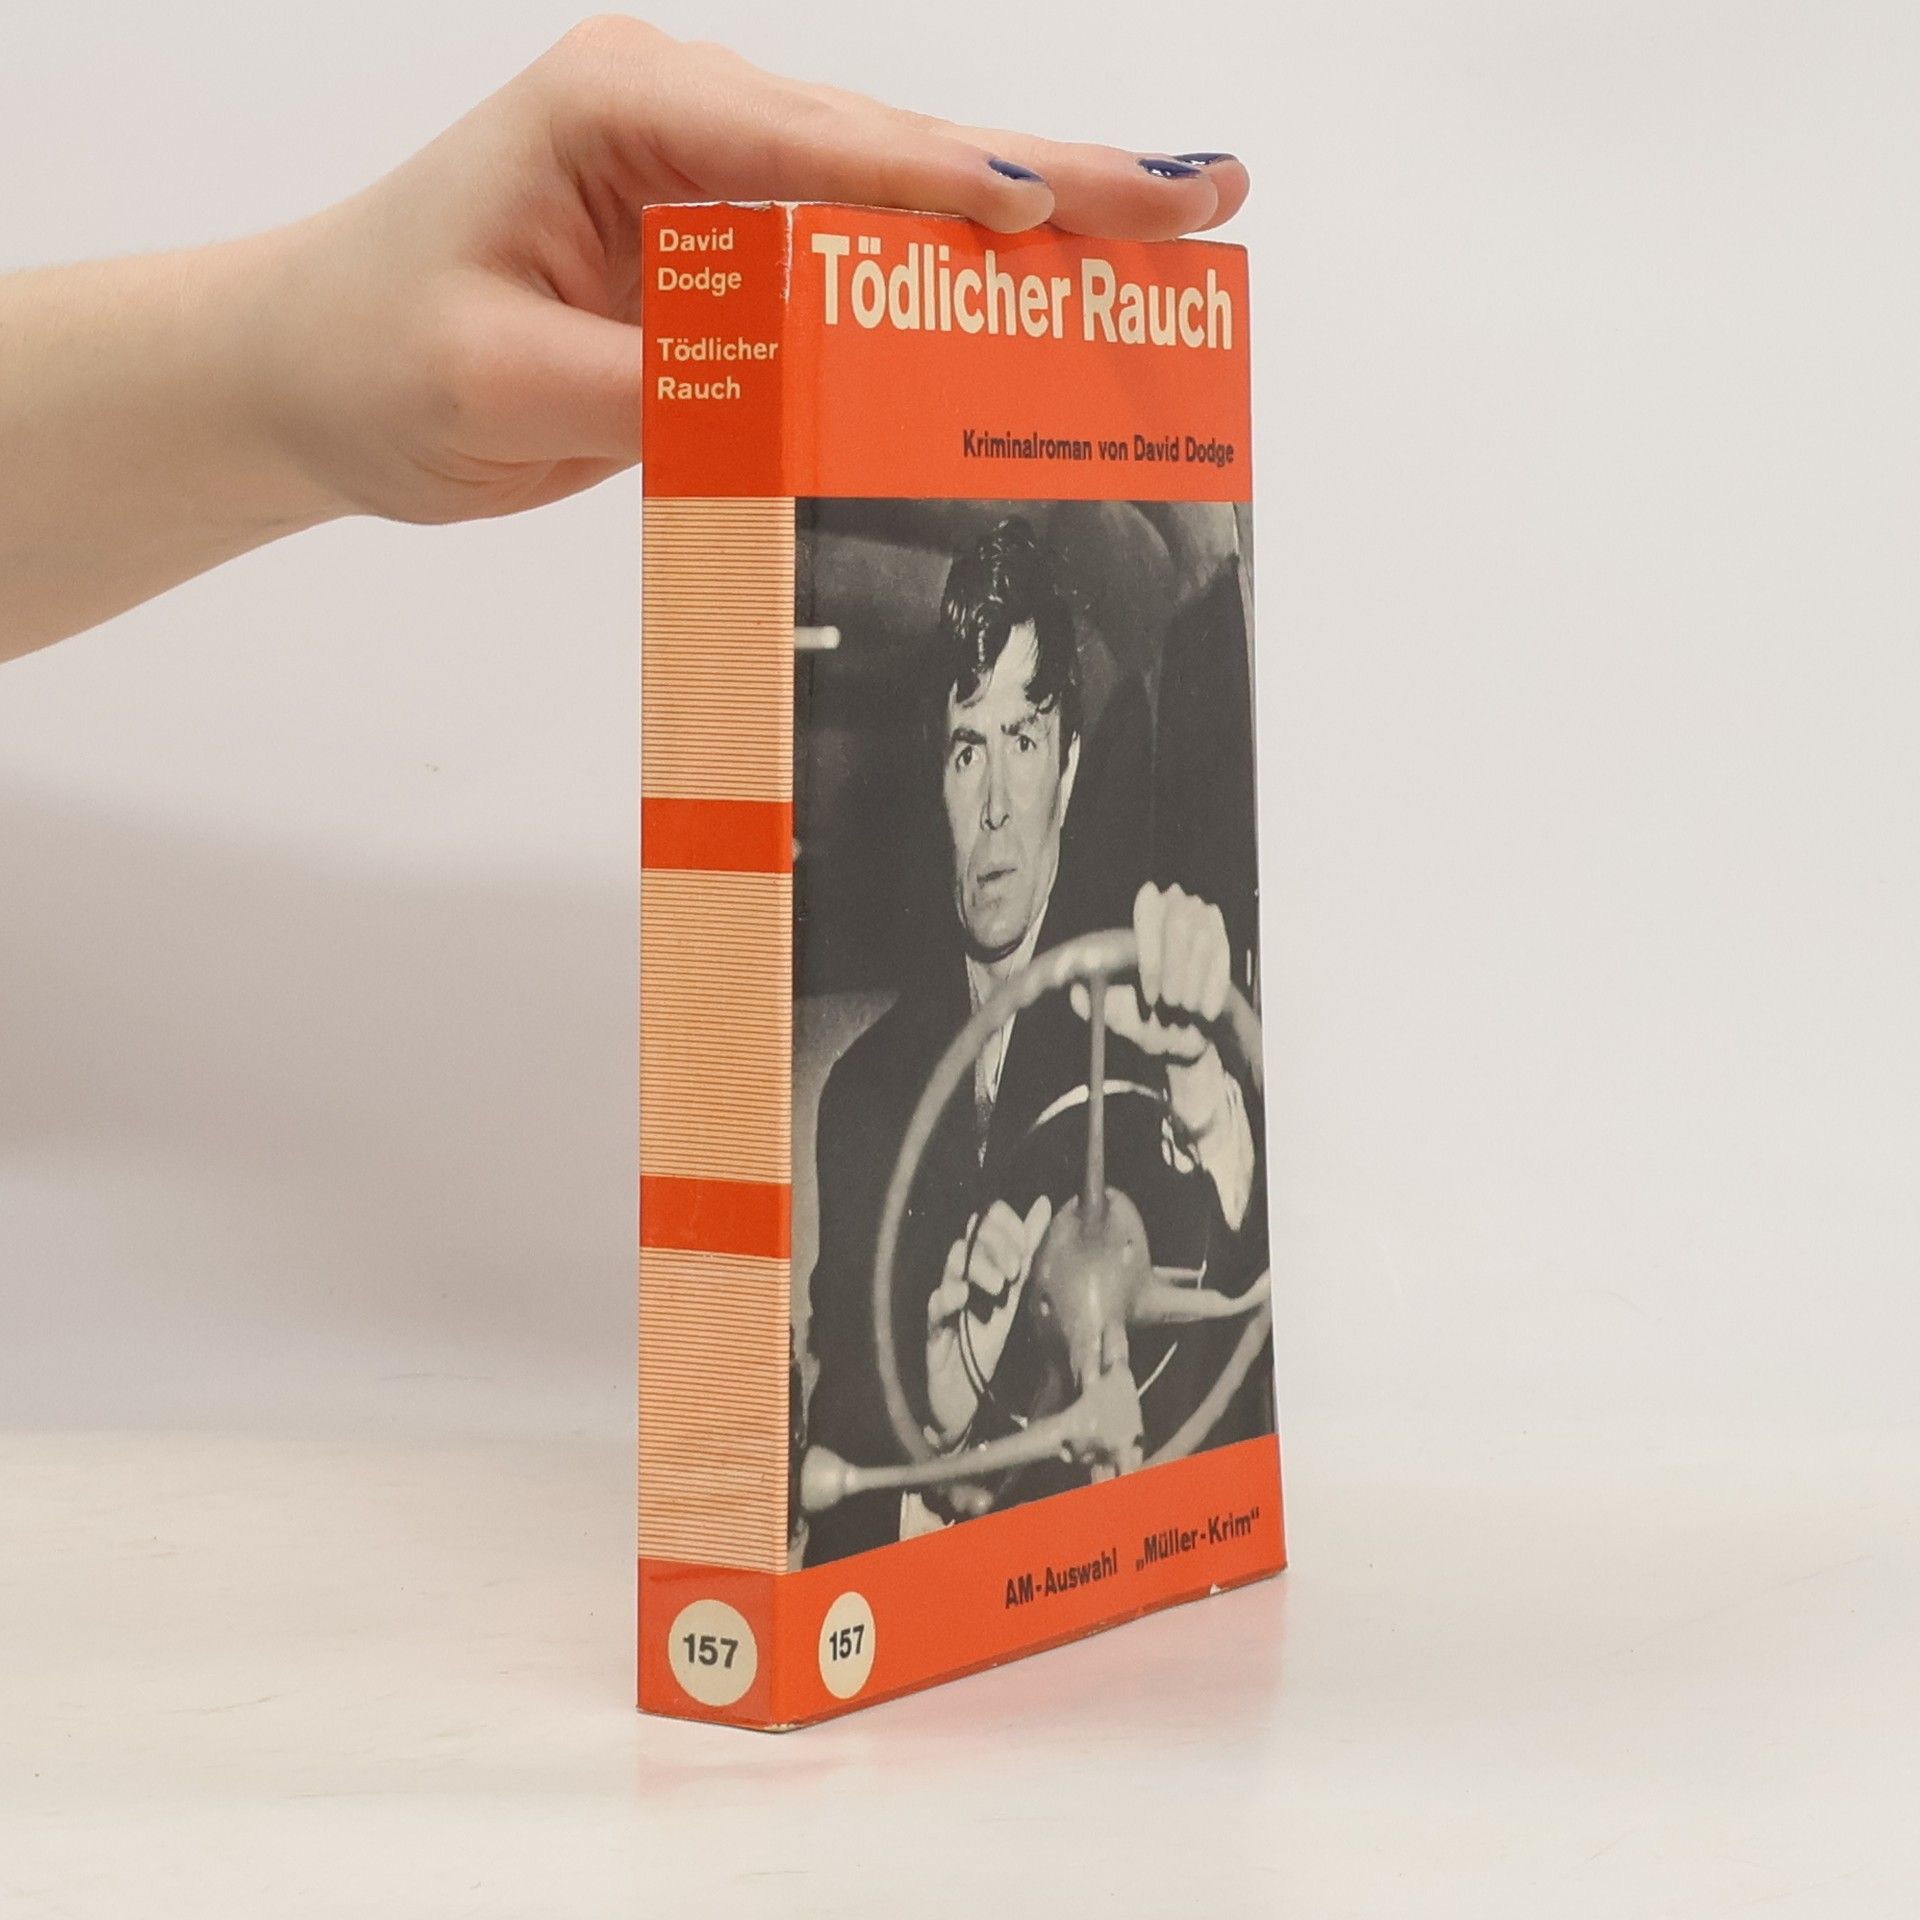 David
Dodge
Tödlicher
Rauch
157
Tödlicher Rauch
Kriminalroman von David Dodge
AM-Auswahl „Müller-Krim“
157